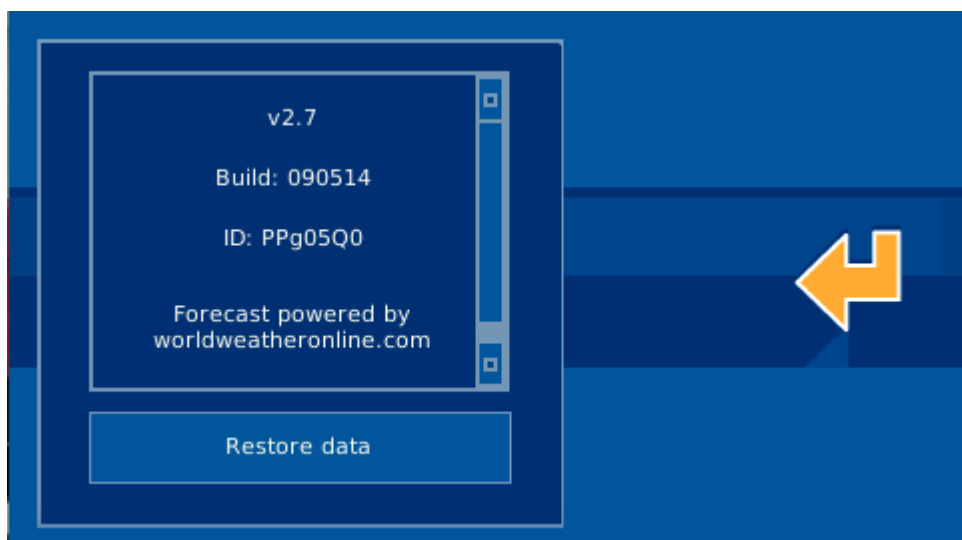 v2.7
Build: 090514
ID: PPg05Q0
Forecast powered by
worldweatheronline.com
Restore data